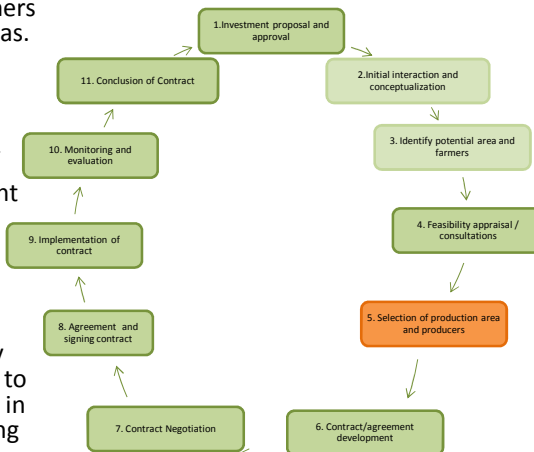 ners
as.
nt
to
in
ng
1.Investment proposal and
approval
2.Initial interaction and
conceptualization
3. Identify potential area and
farmers
4. Feasibility appraisal /
consultations
5. Selection of production area
and producers
6. Contract/agreement
development
7. Contract Negotiation
8. Agreement and
signing contract
9. Implementation of
contract
10. Monitoring and
evaluation
11. Conclusion of Contract